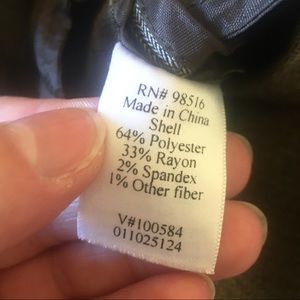 RN# 98516
Made in China
Shell
64% Polyester
33% Rayon
2% Spandex
1% Other fiber
V#100584
011025124